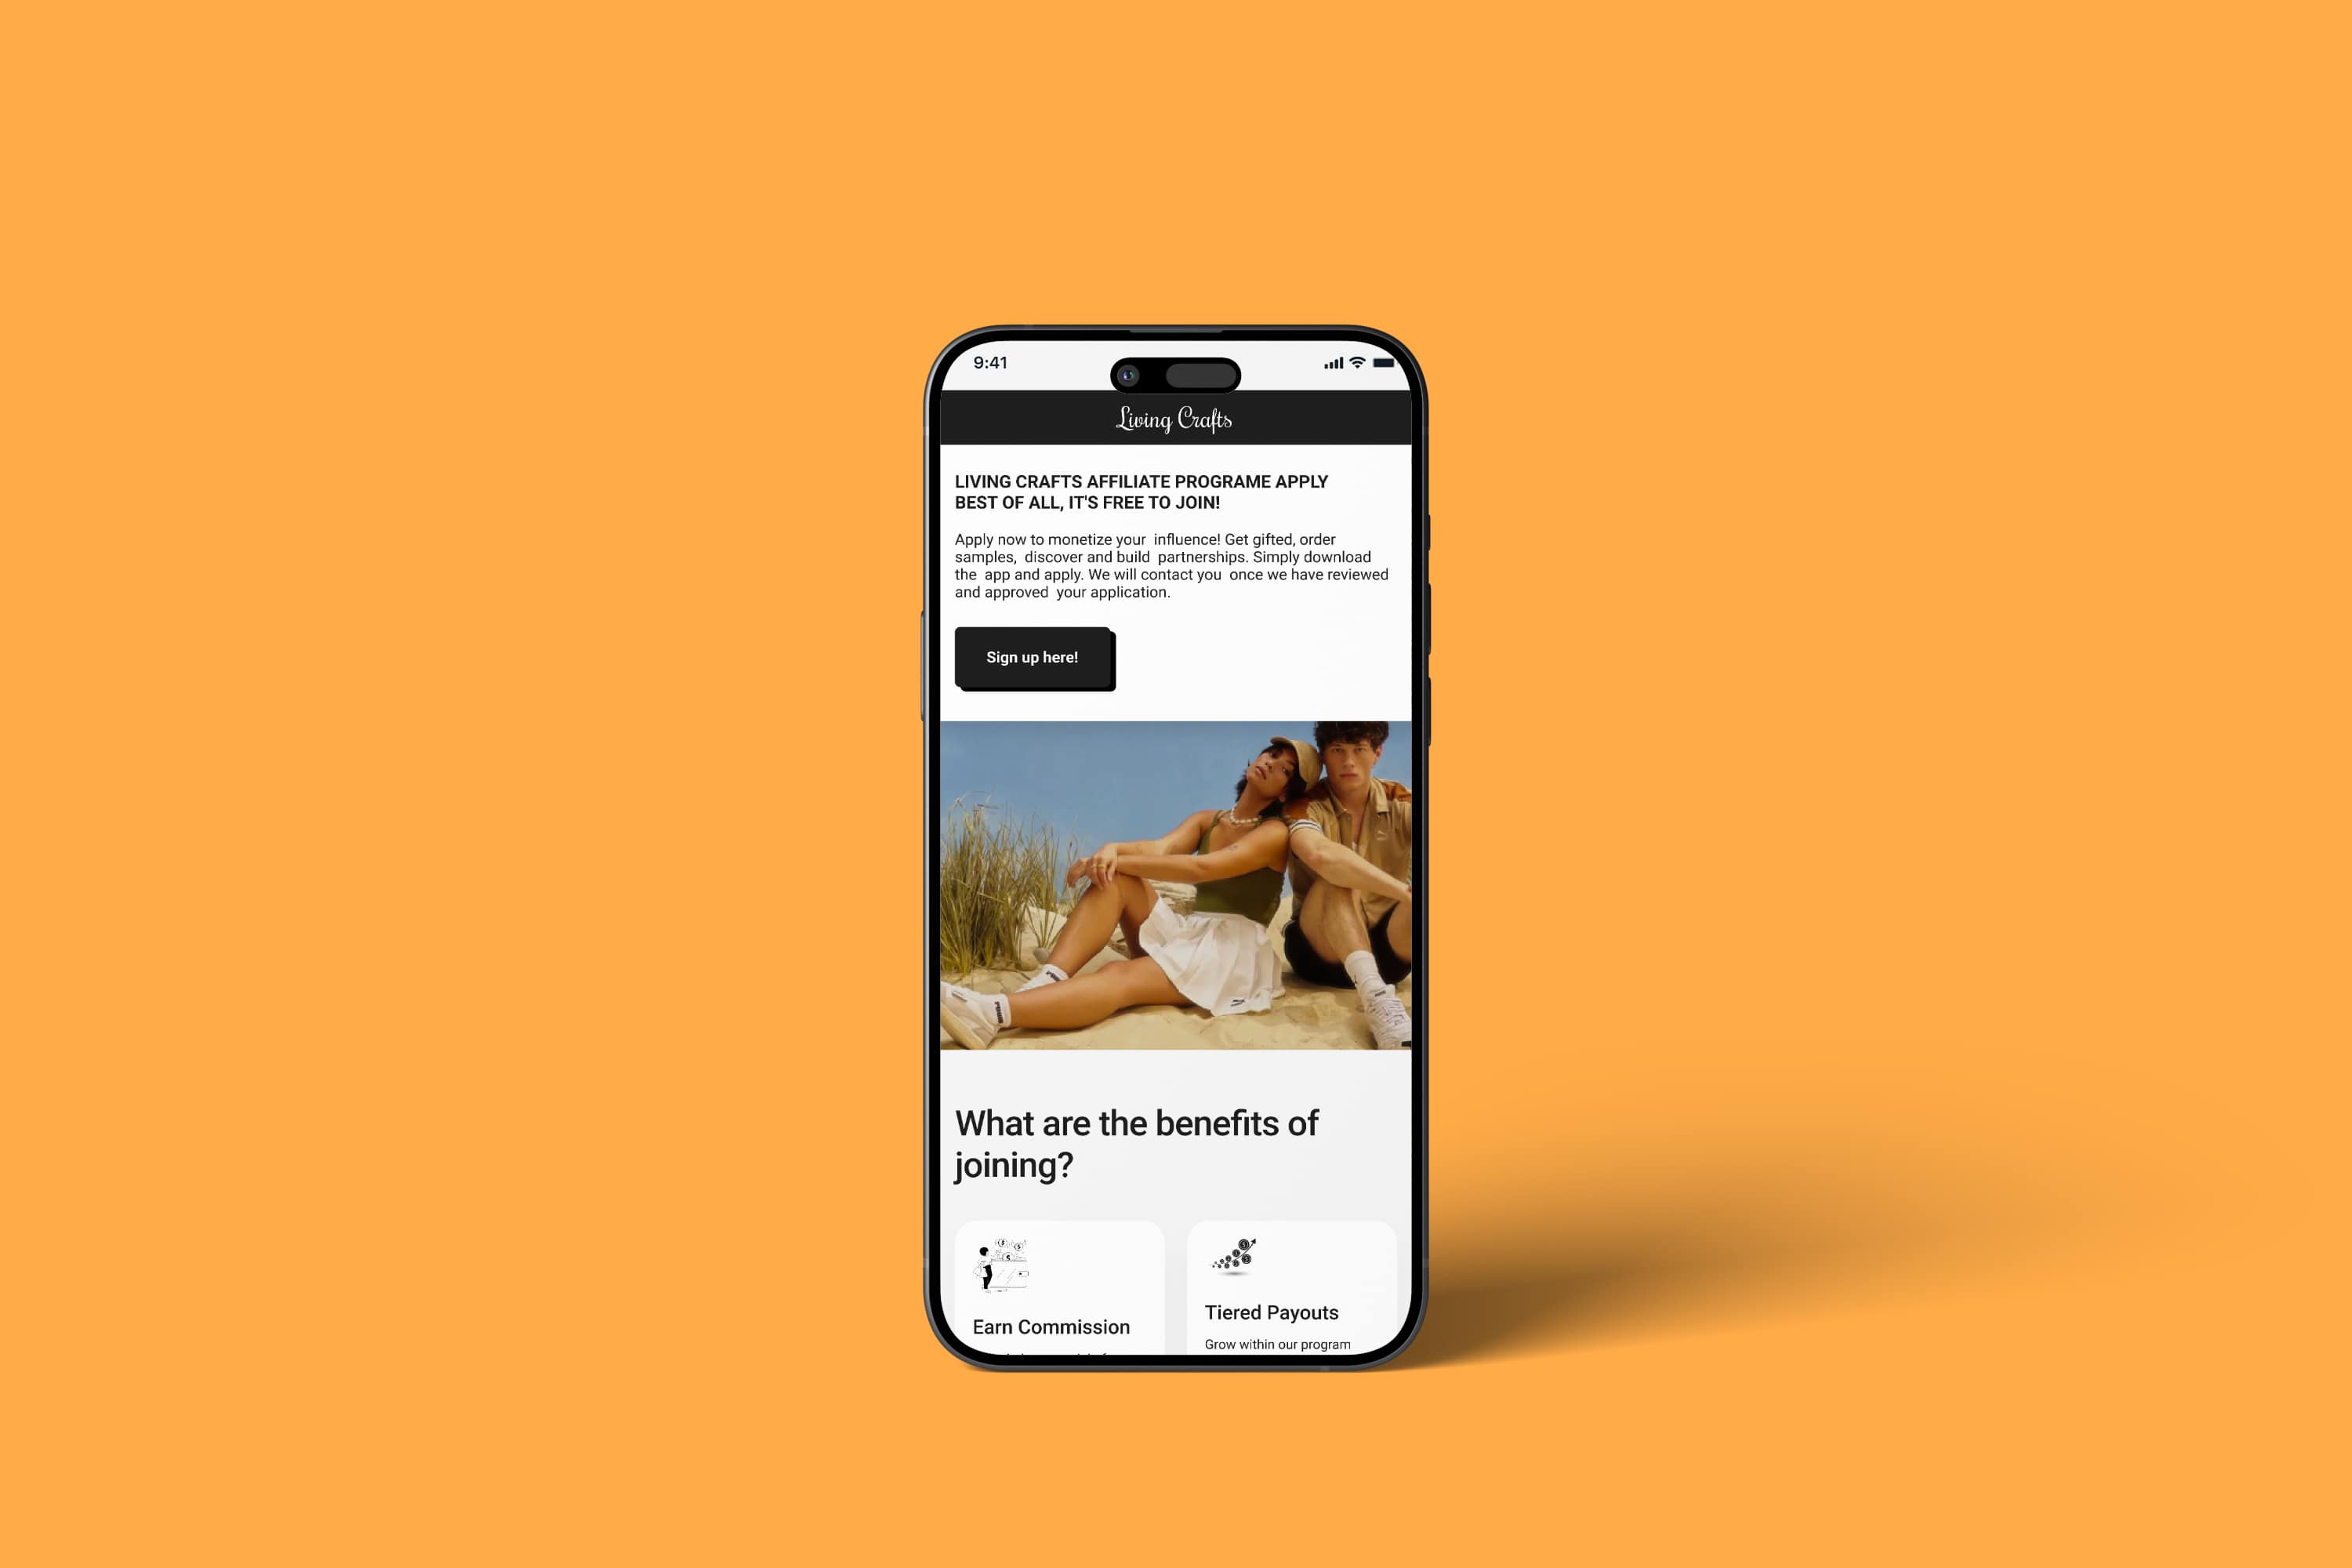 9:41
Living Crafts
LIVING CRAFTS AFFILIATE PROGRAME APPLY
BEST OF ALL, IT'S FREE TO JOIN!
Apply now to monetize your  influence! Get gifted, order
samples,  discover and build  partnerships. Simply download
the  app and apply. We will contact you  once we have reviewed
and approved  your application.
Sign up here!
What are the benefits of
joining?
Earn Commission
Tiered Payouts
Grow within our program